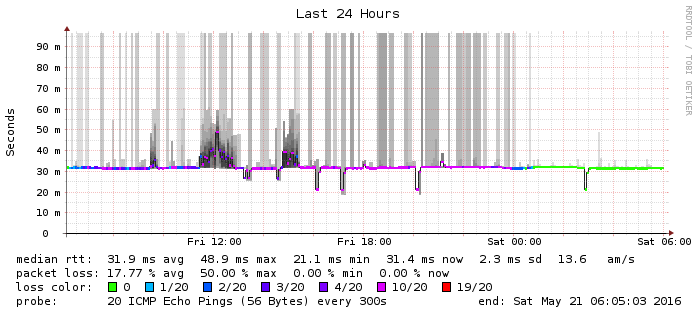 Last 24 Hours
RRDTOOL / TOBI OETIKER
Seconds
90 m
80 m
70 m
60 m
50 m
40 m
30 m
20 m
10 m
0
Fri 12:00 Fri 18:00 Sat 00:00 Sat 06:00
median rtt: 31.9 ms avg 48.9 ms max 21.1 ms min 31.4 ms now 2.3 ms sd 13.6 am/s
packet loss: 17.77 % avg 50.00 % max 0.00 % min 0.00 % now
loss color: 0 1/20 2/20 3/20 4/20 10/20 19/20
probe: 20 ICMP Echo Pings (56 Bytes) every 300s end: Sat May 21 06:05:03 2016